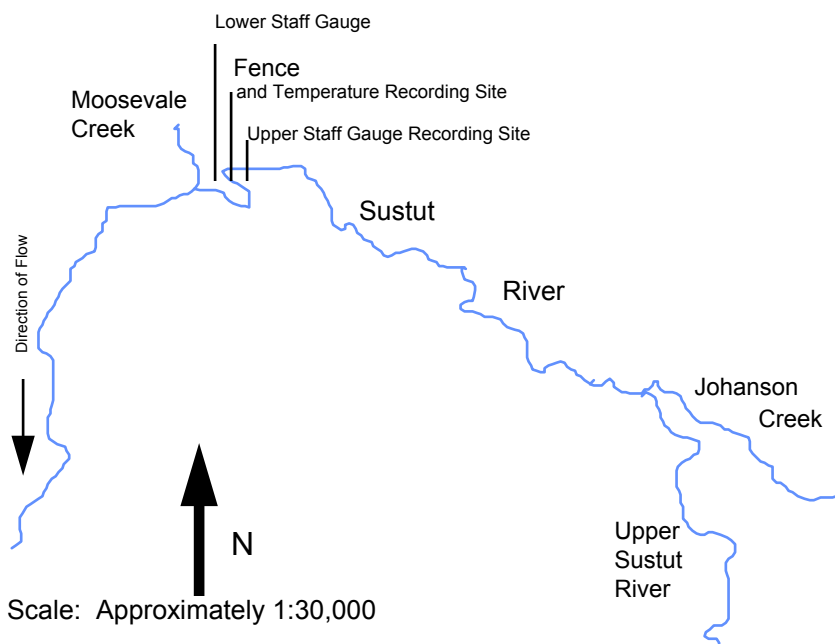 Lower Staff Gauge
Fence
and Temperature Recording Site
Moosevale
Creek
Upper Staff Gauge Recording Site
Sustut
River
Direction of Flow
Johanson
Creek
Upper
Sustut
River
N
Scale: Approximately 1:30,000